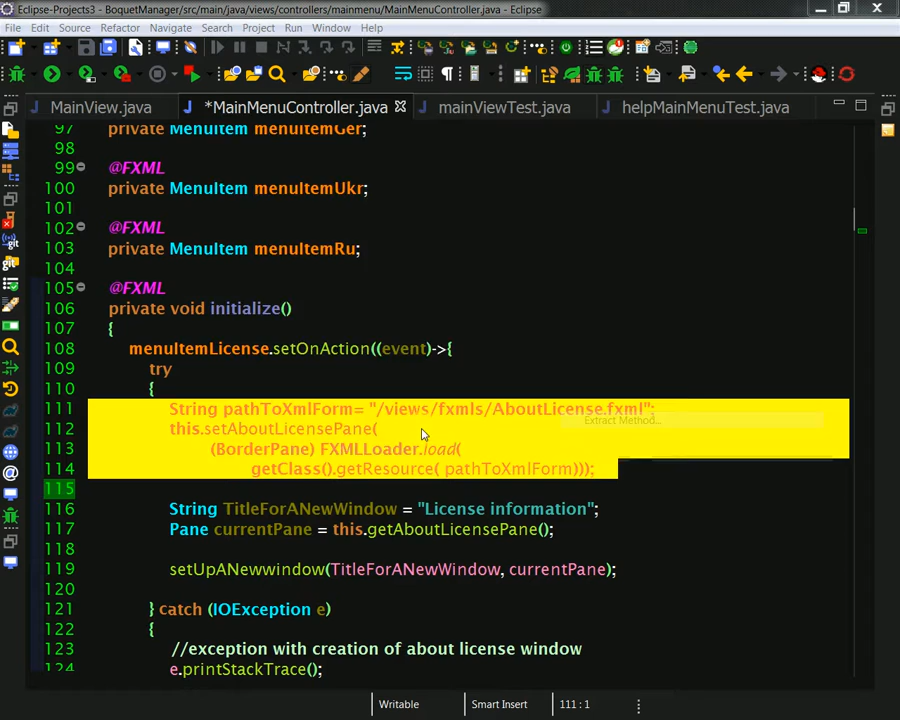 Eclipse-Projects3 - BoquetManager/src/main/java/views/controllers/mainmenu/MainMenuController.java - Eclipse
File Edit Source Refactor Navigate Search Project Run Window Help
MainView.java *MainMenuController.java mainViewTest.java helpMainMenuTest.java
97 private MenuItem menuItemGer;
98
99 @FXML
100 private MenuItem menuItemUkr;
101
102 @FXML
103 private MenuItem menuItemRu;
104
105 @FXML
106 private void initialize()
107 {
108 menuItemLicense.setOnAction((event)->{
109 try
110 {
111 String pathToXmlForm= "/views/fxmls/AboutLicense.fxml";
Extract Method...
112 this.setAboutLicensePane(
113 (BorderPane) FXMLLoader.load(
114 getClass().getResource( pathToXmlForm)));
115
116 String TitleForANewWindow = "License information";
117 Pane currentPane = this.getAboutLicensePane();
118
119 setUpANewwindow(TitleForANewWindow, currentPane);
120
121 } catch (IOException e)
122 {
123 //exception with creation of about license window
124 e.printStackTrace();
Writable Smart Insert 111 : 1